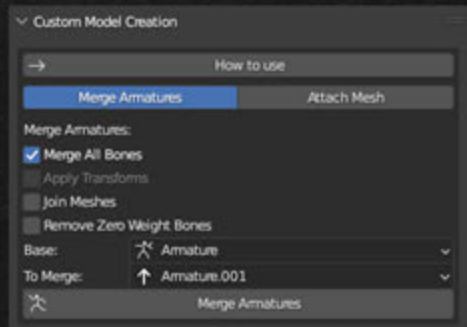 Custom Model Creation
How to use
Merge Armatures Attach Mesh
Merge Armatures:
Merge All Bones
Apply Transforms
Join Meshes
Remove Zero Weight Bones
Base: Armature
To Merge: Armature.001
Merge Armatures